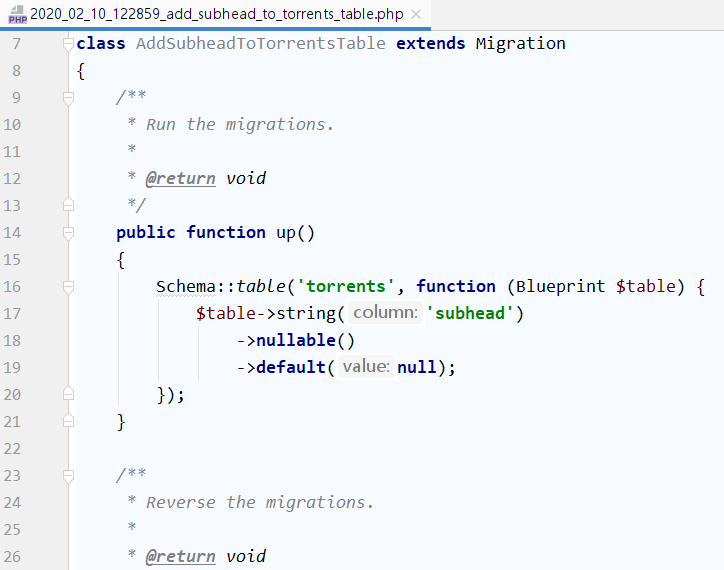 PHP 2020_02_10_122859_add_subhead_to_torrents_table.php
7 class AddSubheadToTorrentsTable extends Migration
8 {
9 /**
10 * Run the migrations.
11 *
12 * @return void
13 */
14 public function up()
15 {
16 Schema::table('torrents', function (Blueprint $table) {
17 $table->string( column: 'subhead')
18 ->nullable()
19 ->default( value: null);
20 });
21 }
22
23 /**
24 * Reverse the migrations.
25 *
26 * @return void